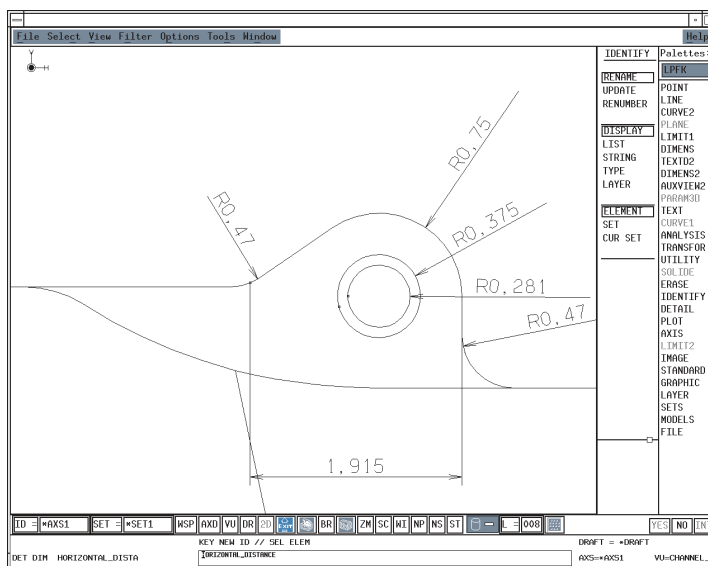 File Select View Filter Options Tools Window
Help
IDENTIFY
Palettes:
LPFK
RENAME
UPDATE
RENUMBER
DISPLAY
LIST
STRING
TYPE
LAYER
ELEMENT
SET
CUR SET
POINT
LINE
CURVE2
PLANE
LIMIT1
DIMENS
TEXTD2
DIMENS2
AUXVIEW2
PARAM3D
TEXT
CURVE1
ANALYSIS
TRANSFOR
UTILITY
SOLIDE
ERASE
IDENTIFY
DETAIL
PLOT
AXIS
LIMIT2
IMAGE
STANDARD
GRAPHIC
LAYER
SETS
MODELS
FILE
Y
H
R0,75
R0,47
R0,375
R0,281
R0,47
1,915
ID = *AXS1 SET = *SET1 WSP AXD VU DR 2D EXIT BR ZM SC WI NP NS ST L = 008 YES NO INT
KEY NEW ID // SEL ELEM
DRAFT = *DRAFT
DET DIM HORIZONTAL_DISTA
IORIZONTAL_DISTANCE
AXS=*AXS1 VU=CHANNEL_